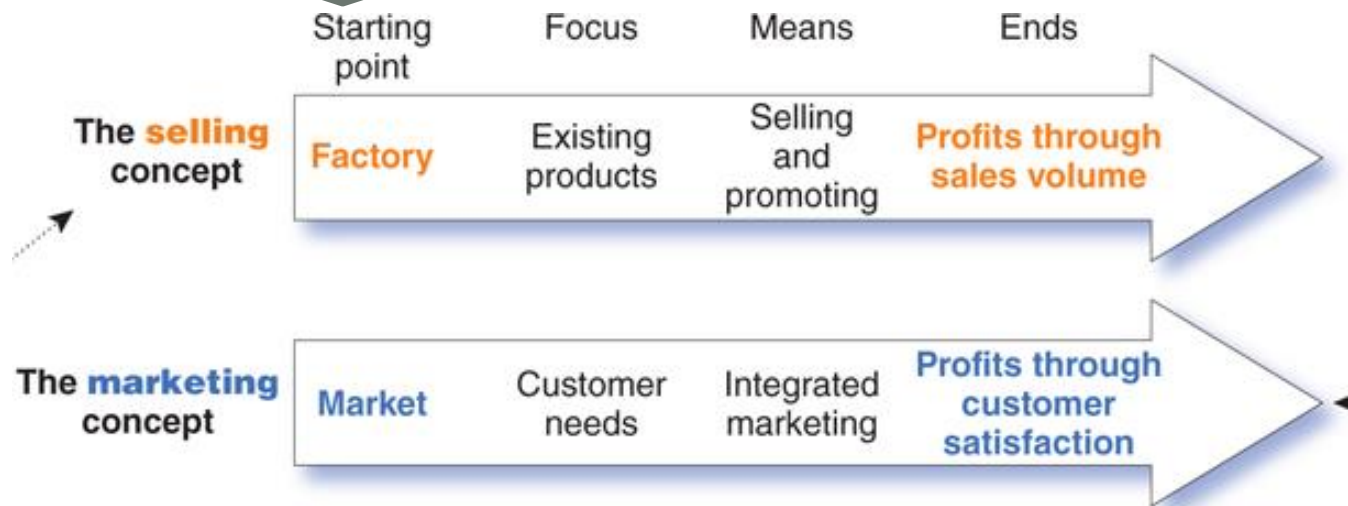 Starting
point
Focus
Means
Ends
The selling
concept
Factory
Existing
products
Selling
and
promoting
Profits through
sales volume
The marketing
concept
Market
Customer
needs
Integrated
marketing
Profits through
customer
satisfaction